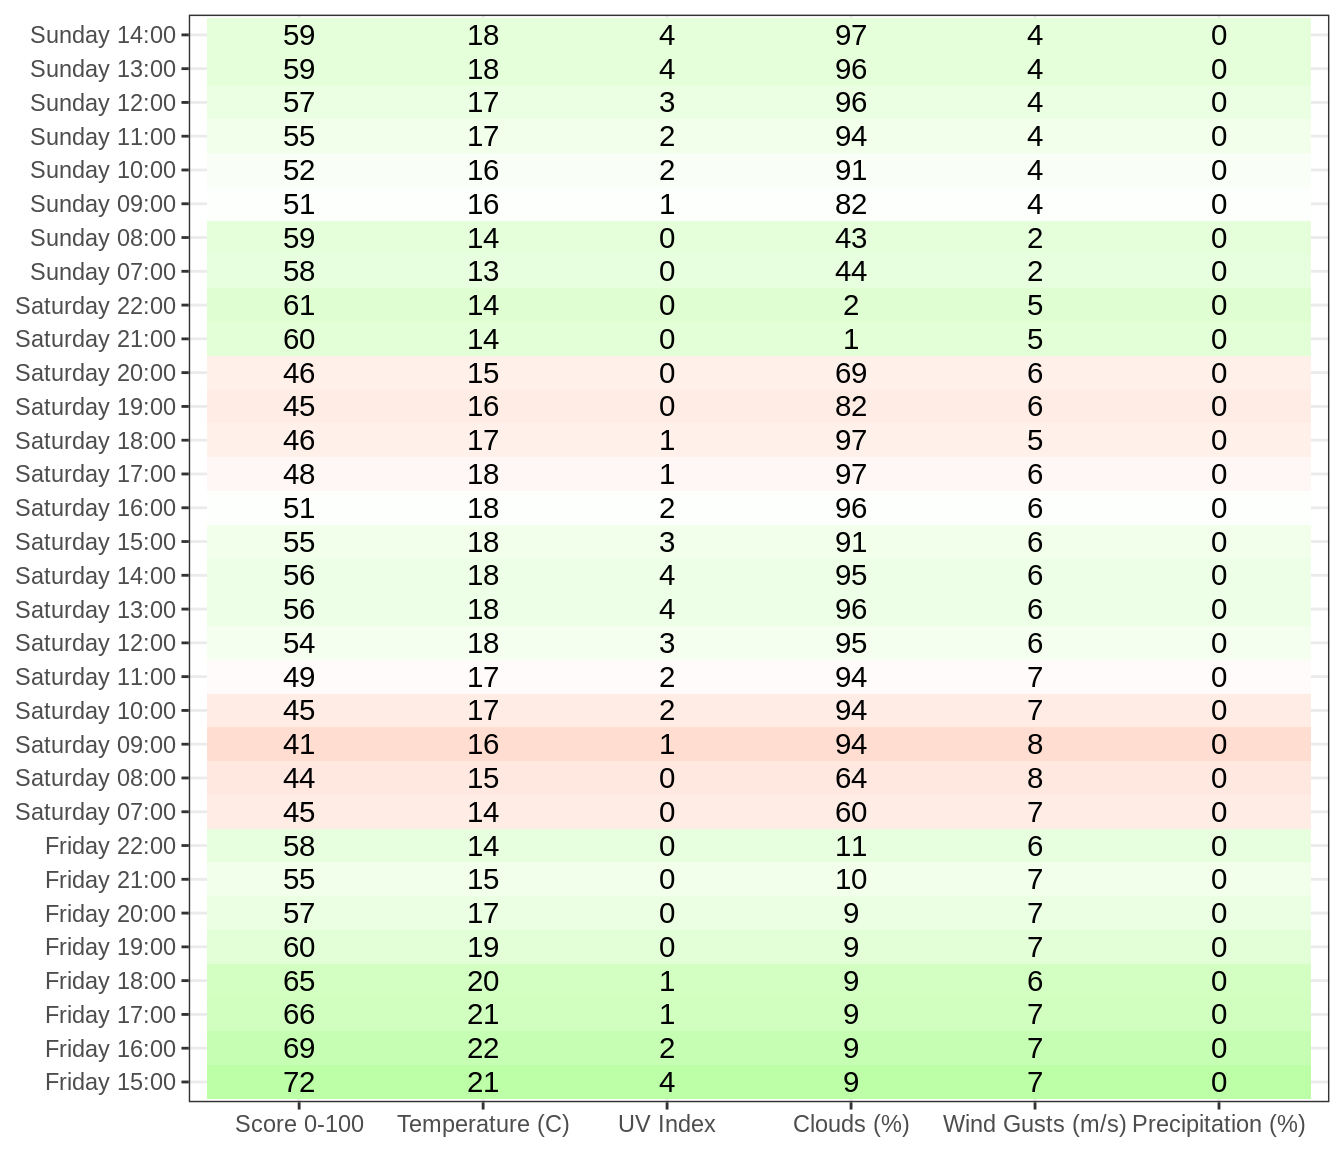 Sunday 14:00 59 18 4 97 4 0
Sunday 13:00 59 18 4 96 4 0
Sunday 12:00 57 17 3 96 4 0
Sunday 11:00 55 17 2 94 4 0
Sunday 10:00 52 16 2 91 4 0
Sunday 09:00 51 16 1 82 4 0
Sunday 08:00 59 14 0 43 2 0
Sunday 07:00 58 13 0 44 2 0
Saturday 22:00 61 14 0 2 5 0
Saturday 21:00 60 14 0 1 5 0
Saturday 20:00 46 15 0 69 6 0
Saturday 19:00 45 16 0 82 6 0
Saturday 18:00 46 17 1 97 5 0
Saturday 17:00 48 18 1 97 6 0
Saturday 16:00 51 18 2 96 6 0
Saturday 15:00 55 18 3 91 6 0
Saturday 14:00 56 18 4 95 6 0
Saturday 13:00 56 18 4 96 6 0
Saturday 12:00 54 18 3 95 6 0
Saturday 11:00 49 17 2 94 7 0
Saturday 10:00 45 17 2 94 7 0
Saturday 09:00 41 16 1 94 8 0
Saturday 08:00 44 15 0 64 8 0
Saturday 07:00 45 14 0 60 7 0
Friday 22:00 58 14 0 11 6 0
Friday 21:00 55 15 0 10 7 0
Friday 20:00 57 17 0 9 7 0
Friday 19:00 60 19 0 9 7 0
Friday 18:00 65 20 1 9 6 0
Friday 17:00 66 21 1 9 7 0
Friday 16:00 69 22 2 9 7 0
Friday 15:00 72 21 4 9 7 0
Score 0-100 Temperature (C) UV Index Clouds (%) Wind Gusts (m/s) Precipitation (%)